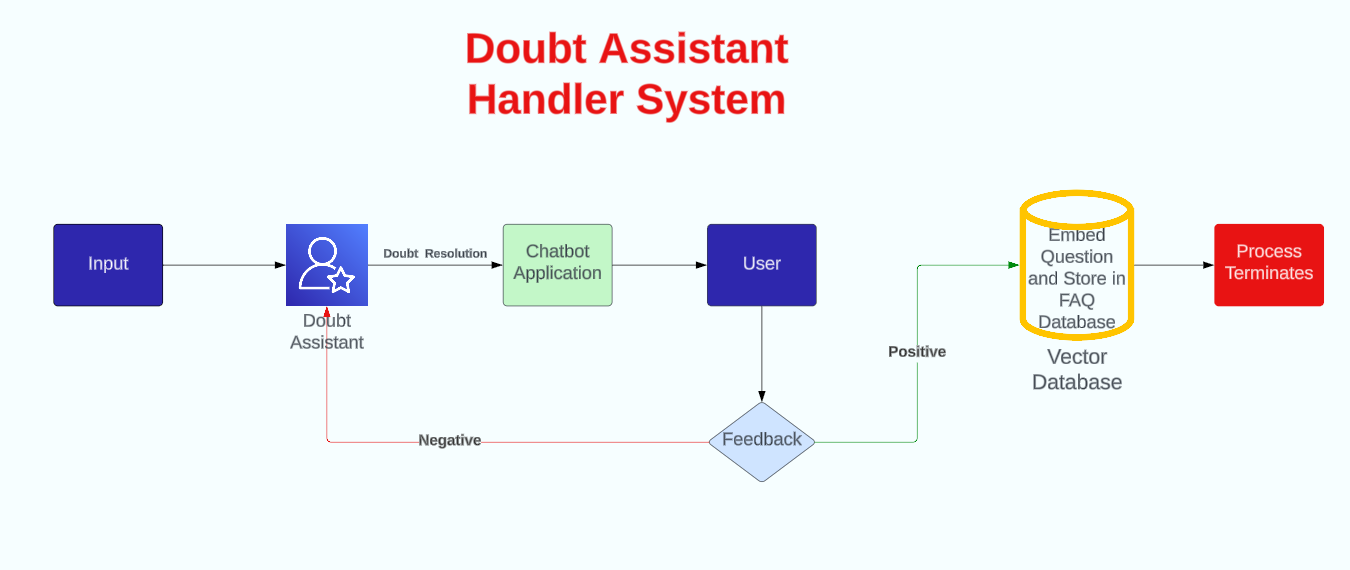 Doubt Assistant
Handler System
Input
Doubt
Assistant
Doubt Resolution
Chatbot
Application
User
Feedback
Negative
Positive
Embed
Question
and Store in
FAQ
Database
Vector
Database
Process
Terminates